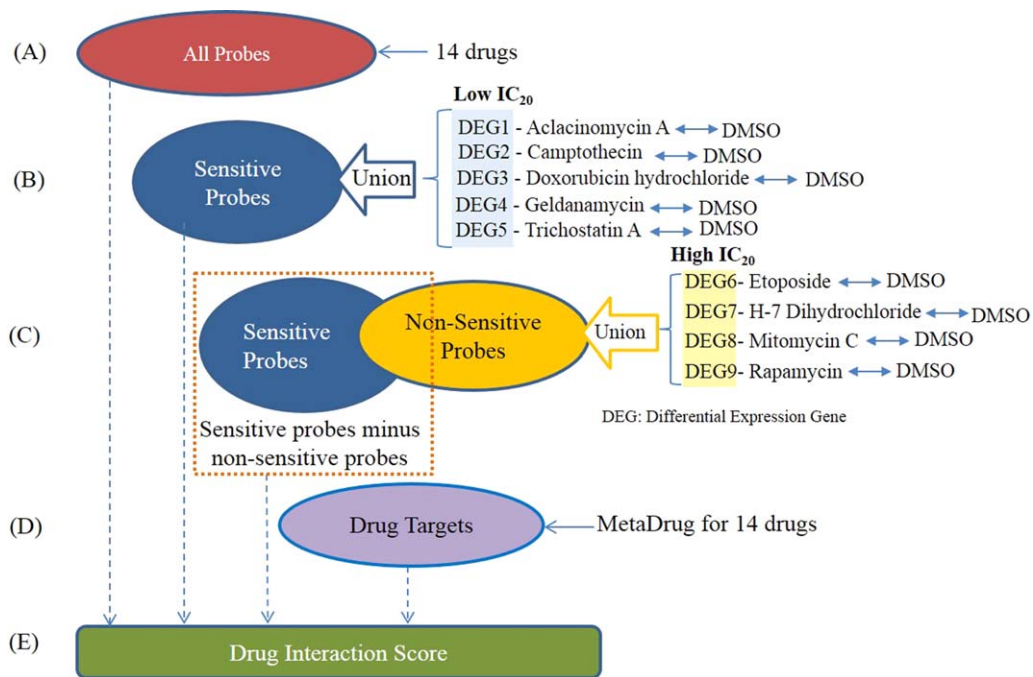 (A)
All Probes
14 drugs
Low IC20
DEG1 - Aclacinomycin A DMSO
DEG2 - Camptothecin DMSO
(B)
Sensitive
Probes
Union
DEG3 - Doxorubicin hydrochloride DMSO
DEG4 - Geldanamycin DMSO
DEG5 - Trichostatin A DMSO
High IC20
DEG6- Etoposide DMSO
DEG7- H-7 Dihydrochloride DMSO
(C)
Sensitive
Probes
Non-Sensitive
Probes
Union
DEG8- Mitomycin C DMSO
DEG9- Rapamycin DMSO
DEG: Differential Expression Gene
Sensitive probes minus
non-sensitive probes
(D)
Drug Targets
MetaDrug for 14 drugs
(E)
Drug Interaction Score